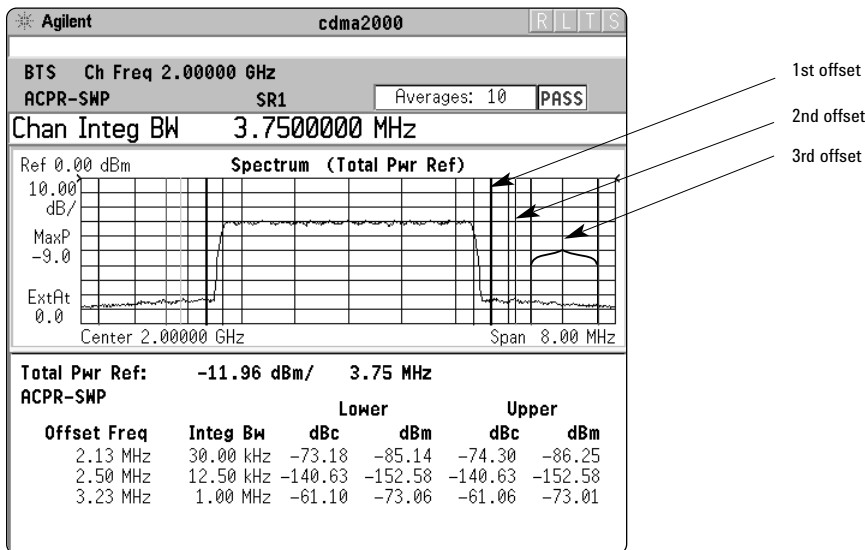 Agilent cdma2000 R L T S
BTS Ch Freq 2.00000 GHz
ACPR-SWP SR1 Averages: 10 PASS
Chan Integ BW 3.7500000 MHz
Ref 0.00 dBm Spectrum (Total Pwr Ref)
10.00
dB/
MaxP
-9.0
ExtAt
0.0
Center 2.00000 GHz Span 8.00 MHz
1st offset
2nd offset
3rd offset
Total Pwr Ref: -11.96 dBm/ 3.75 MHz
ACPR-SWP
Lower Upper
Offset Freq Integ Bw dBc dBm dBc dBm
2.13 MHz 30.00 kHz -73.18 -85.14 -74.30 -86.25
2.50 MHz 12.50 kHz -140.63 -152.58 -140.63 -152.58
3.23 MHz 1.00 MHz -61.10 -73.06 -61.06 -73.01